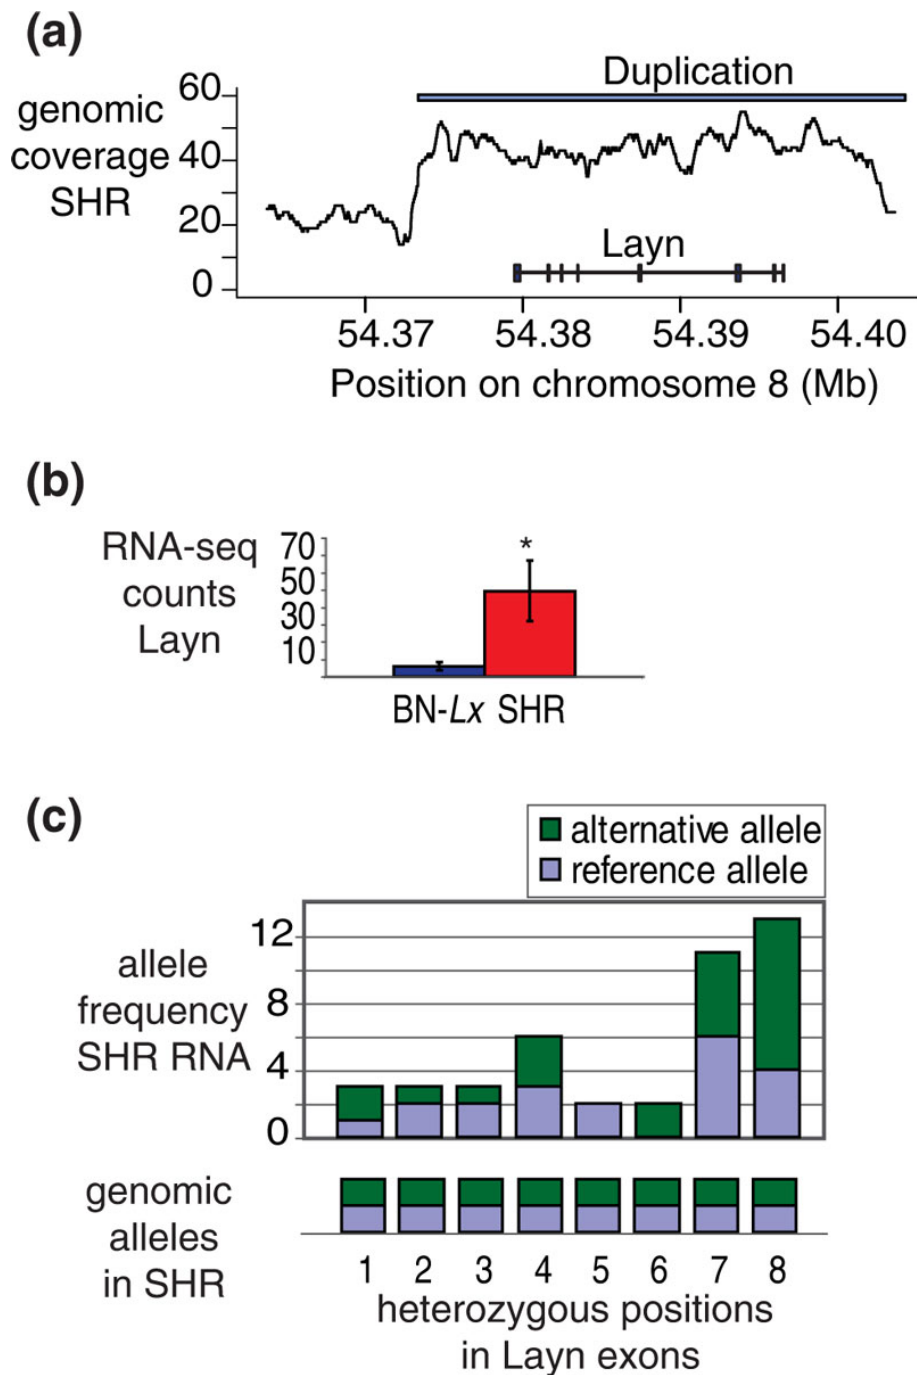 (a)
Duplication
genomic
coverage
SHR
60
40
20
0
Layn
54.37 54.38 54.39 54.40
Position on chromosome 8 (Mb)
(b)
RNA-seq
counts
Layn
70
50
30
10
*
BN-Lx SHR
(c)
alternative allele
reference allele
allele
frequency
SHR RNA
12
8
4
0
genomic
alleles
in SHR
1 2 3 4 5 6 7 8
heterozygous positions
in Layn exons